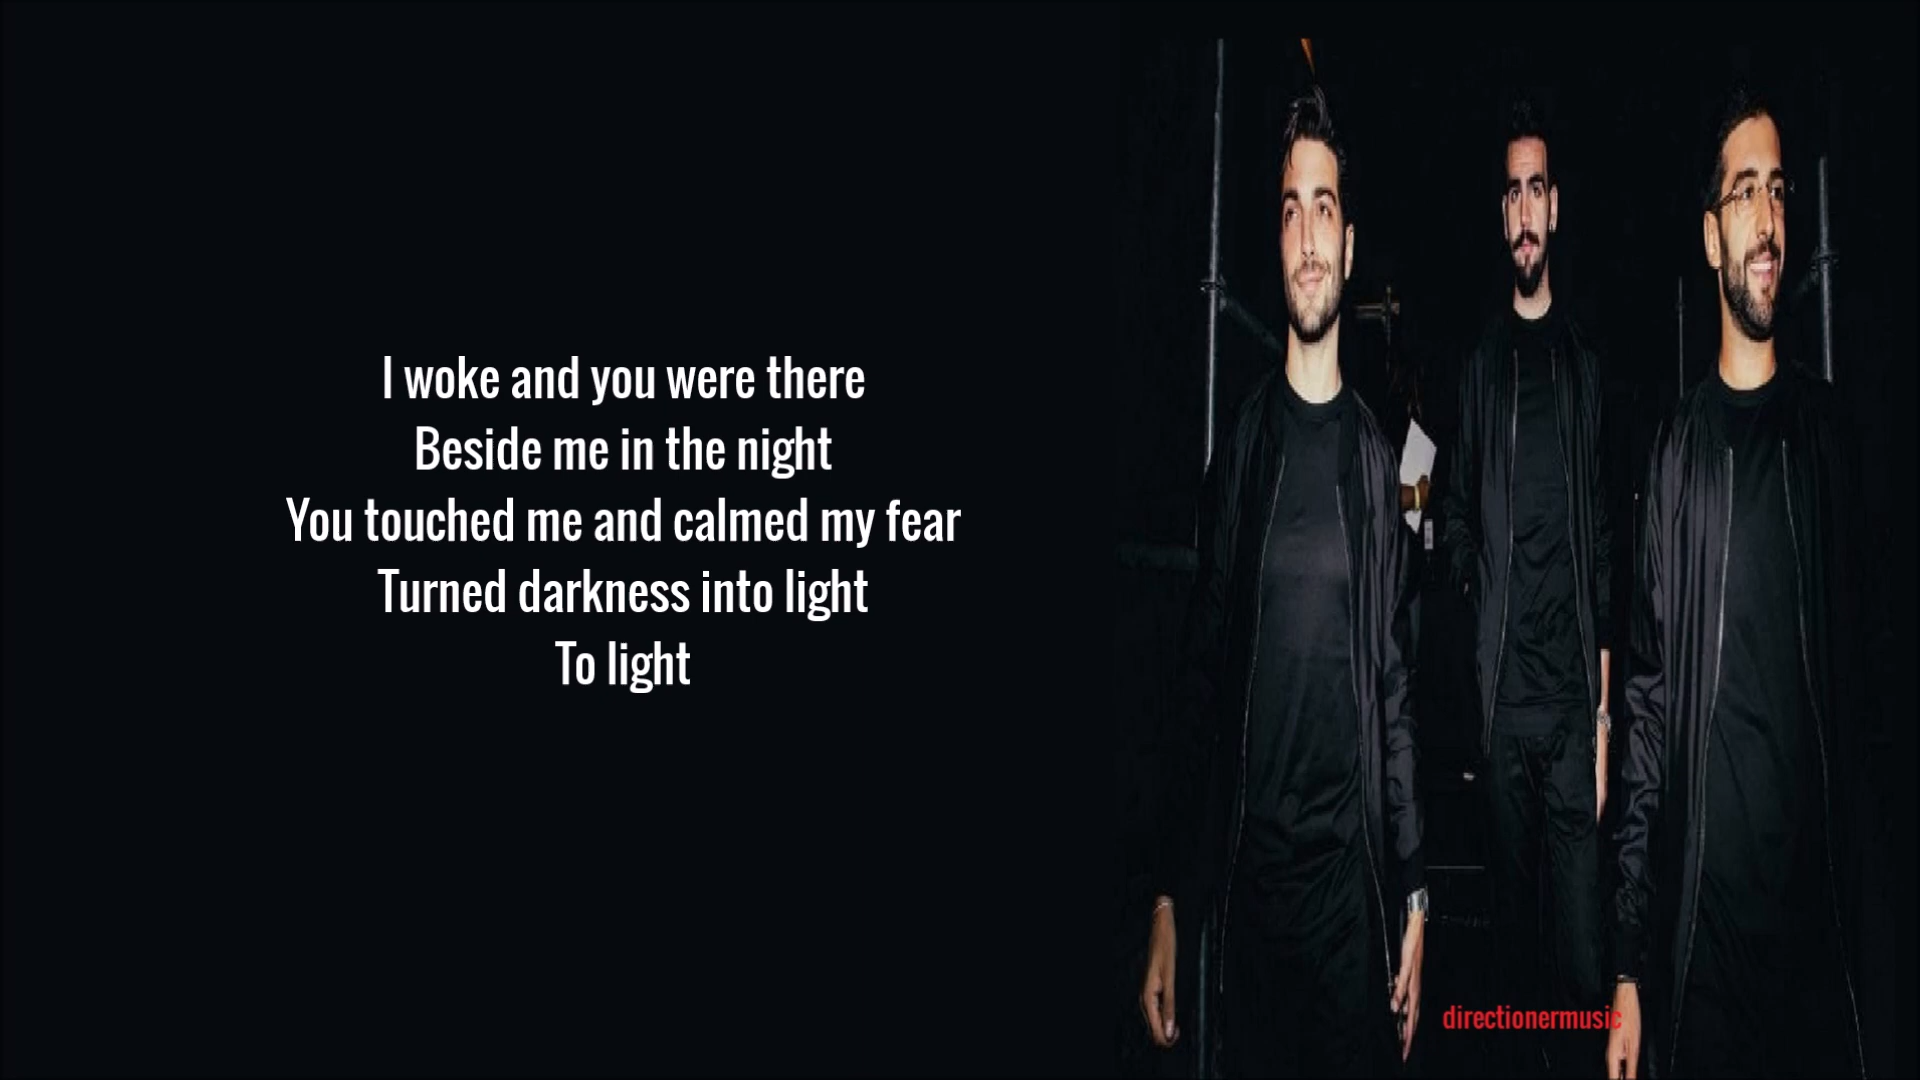 I woke and you were there
Beside me in the night
You touched me and calmed my fear
Turned darkness into light
To light
directionermusic